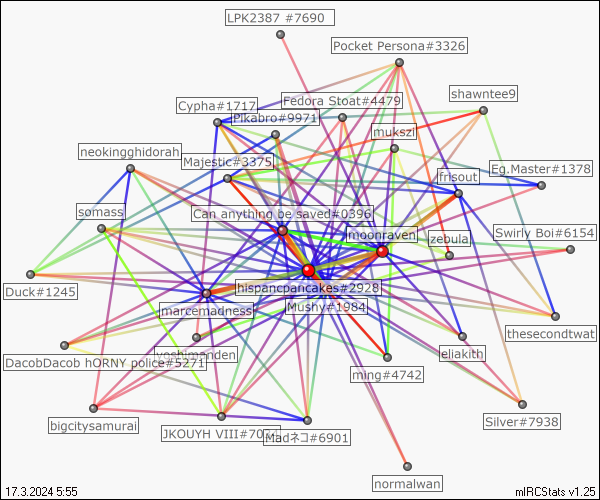 LPK2387 #7690
Pocket Persona#3326
shawntee9
Fedora Stoat#4479
Cypha#1717
Pikabro#9971
mukszi
neokingghidorah
Majestic#3375
Eg.Master#1378
lfrisout
somass
Can anything be saved#0396
moonraven
Swirly Boi#6154
zebula
Duck#1245
hispancpancakes#2928
Mushy#1984
marcemadness
thesecondtwat
eliakith
DacobDacob hORNY police#5271
ming#4742
bigcitysamurai
JKOUYH VIII
Madネコ#6901
Silver#7938
normalwan
17.3.2024 5:55
mIRCStats v1.25